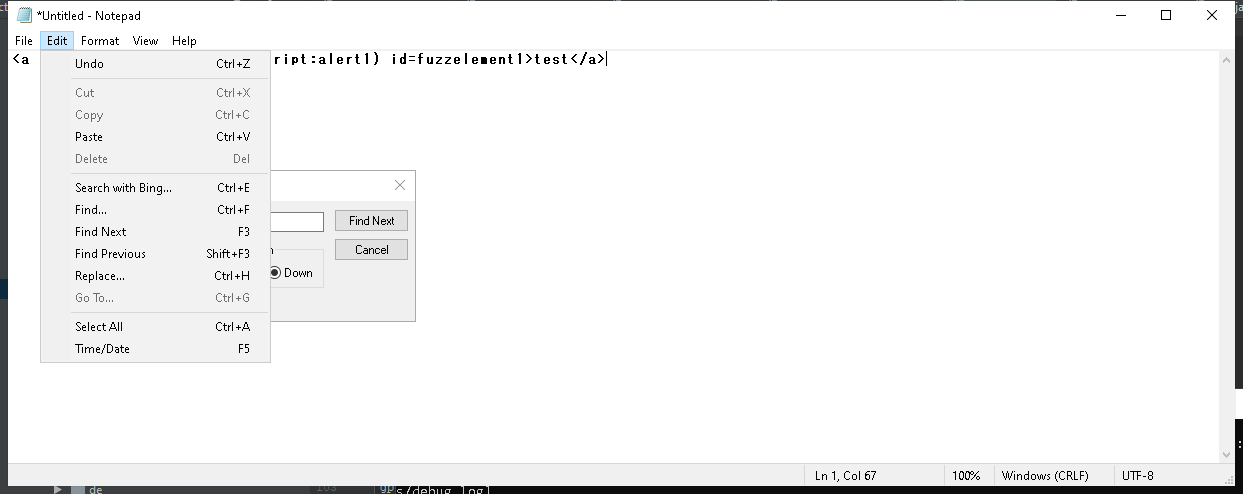 *Untitled - Notepad
File Edit Format View Help
<a
ript:alert1) id=fuzzelement1>test</a>
Undo Ctrl+Z
Cut Ctrl+X
Copy Ctrl+C
Paste Ctrl+V
Delete Del
Search with Bing... Ctrl+E
Find... Ctrl+F
Find Next F3
Find Previous Shift+F3
Replace... Ctrl+H
Go To... Ctrl+G
Select All Ctrl+A
Time/Date F5
Find Next
Cancel
Down
Ln 1, Col 67 100% Windows (CRLF) UTF-8
de